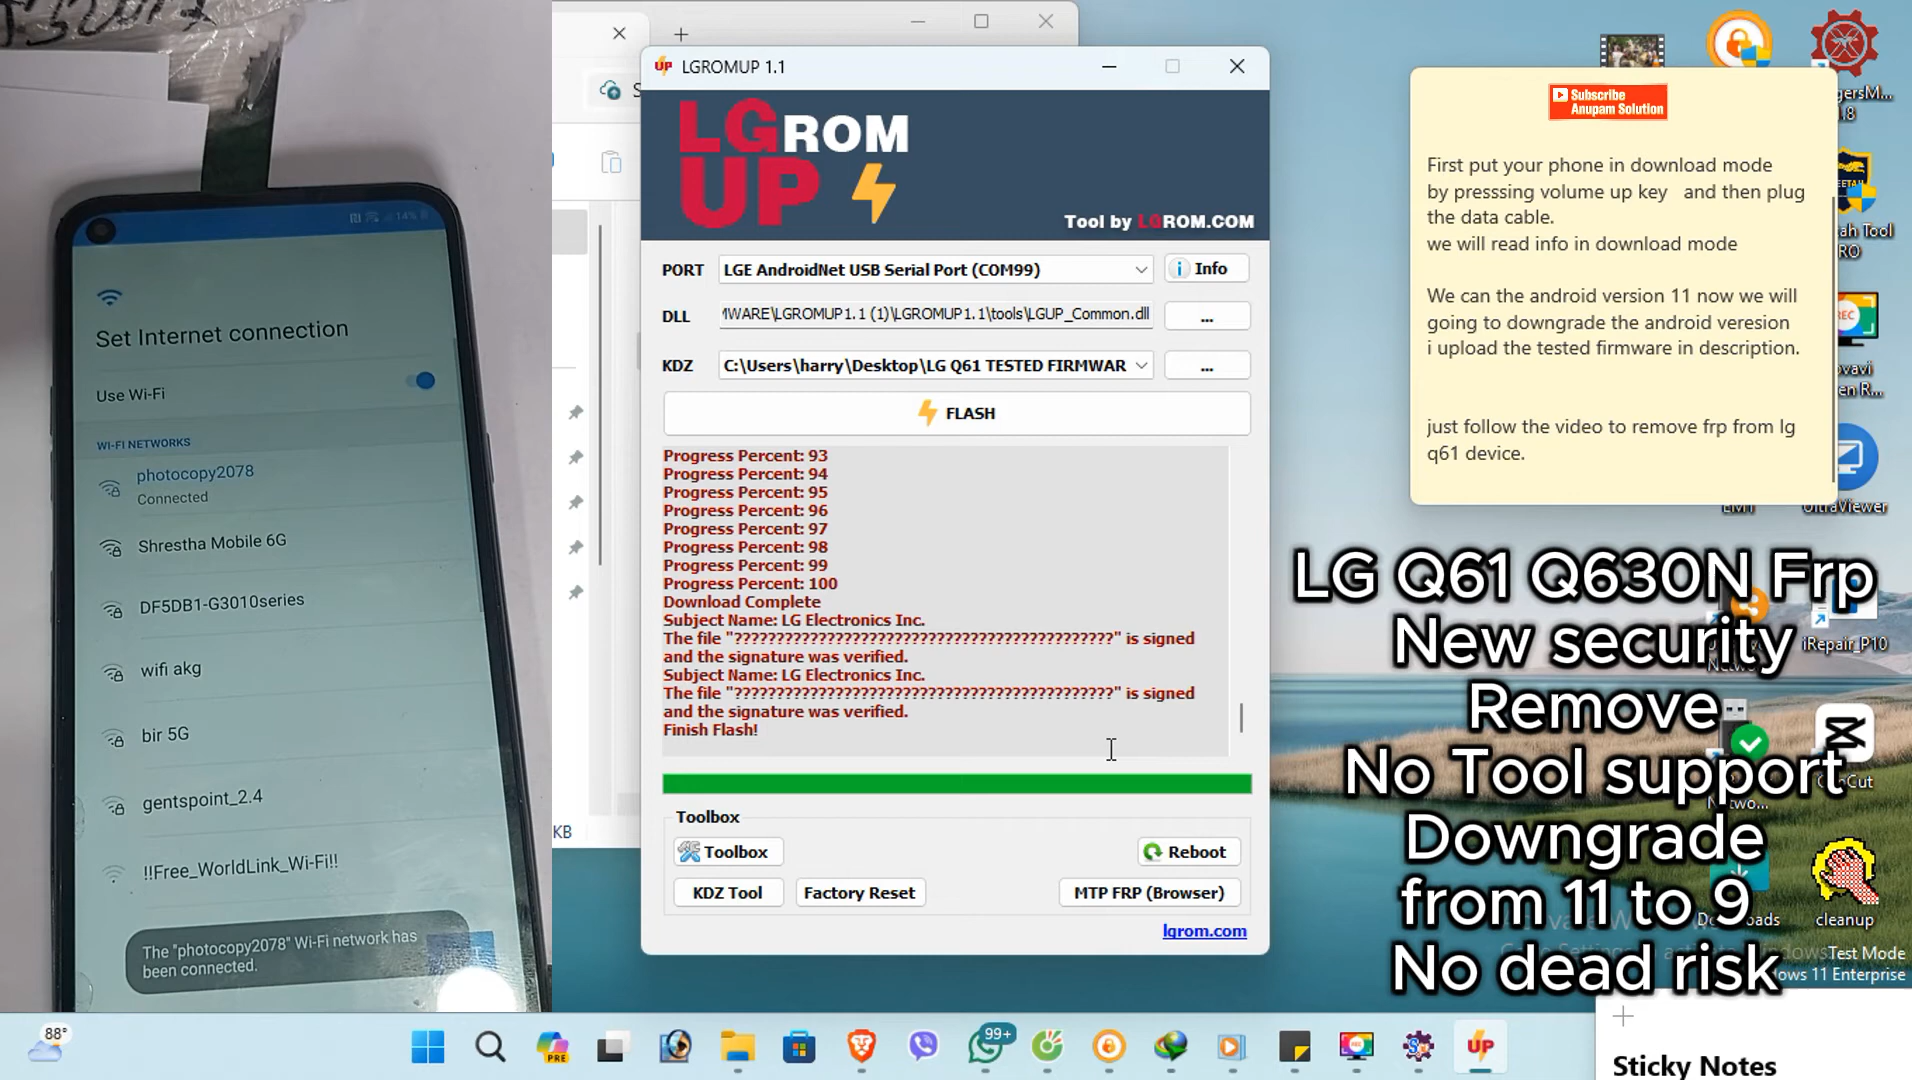 14%
Set Internet connection
Use Wi-Fi
WI-FI NETWORKS
photocopy2078
Connected
Shrestha Mobile 6G
DF5DB1-G3010series
wifi akg
bir 5G
gentspoint_2.4
!!Free_WorldLink_Wi-Fi!!
The "photocopy2078" Wi-Fi network has
been connected.
S
KB
UP LGROMUP 1.1
LGROM
UP
Tool by LGROM.COM
PORT LGE AndroidNet USB Serial Port (COM99) Info
DLL \LGROMUP1.1 (1)\LGROMUP1.1\tools\LGUP_Common.dll ...
KDZ C:\Users\harry\Desktop\LG Q61 TESTED FIRMWAR ...
FLASH
Progress Percent: 93
Progress Percent: 94
Progress Percent: 95
Progress Percent: 96
Progress Percent: 97
Progress Percent: 98
Progress Percent: 99
Progress Percent: 100
Download Complete
Subject Name: LG Electronics Inc.
The file "?????????????????????????????????????????????" is signed
and the signature was verified.
Subject Name: LG Electronics Inc.
The file "?????????????????????????????????????????????" is signed
and the signature was verified.
Finish Flash!
Toolbox
Toolbox Reboot
KDZ Tool Factory Reset MTP FRP (Browser)
lgrom.com
Subscribe
Anupam Solution
First put your phone in download mode
by presssing volume up key and then plug
the data cable.
we will read info in download mode
We can the android version 11 now we will
going to downgrade the android veresion
i upload the tested firmware in description.
just follow the video to remove frp from lg
q61 device.
UltraViewer
LG Q61 Q630N Frp
New security
Remove
No Tool support
Downgrade
from 11 to 9
No dead risk
iRepair_P10
cleanup
Test Mode
Sticky Notes
88°
PRE
99+
UP